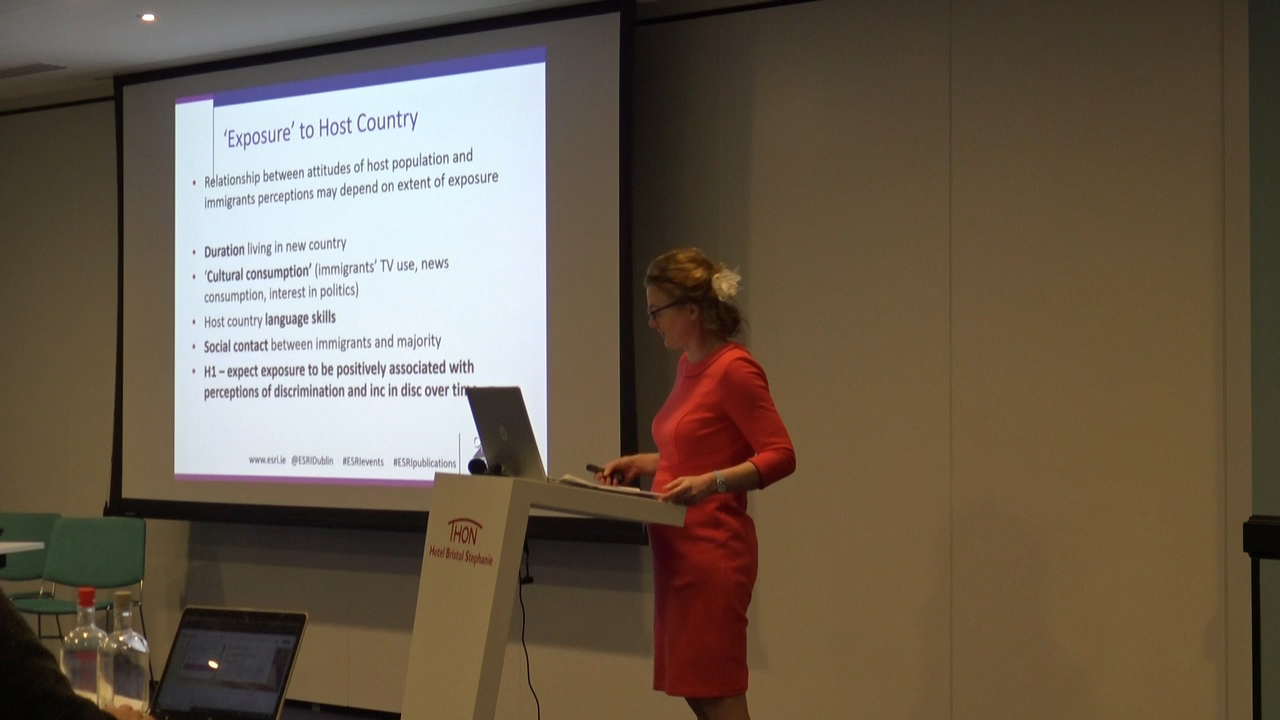 ‘Exposure’ to Host Country
• Relationship between attitudes of host population and
immigrants perceptions may depend on extent of exposure
• Duration living in new country
• ‘Cultural consumption’ (immigrants’ TV use, news
consumption, interest in politics)
• Host country language skills
• Social contact between immigrants and majority
• H1 – expect exposure to be positively associated with
perceptions of discrimination and inc in disc over
www.esri.ie @ESRIDublin #ESRIevents #ESRIpublications
THON
Hotel Bristol Stephanie